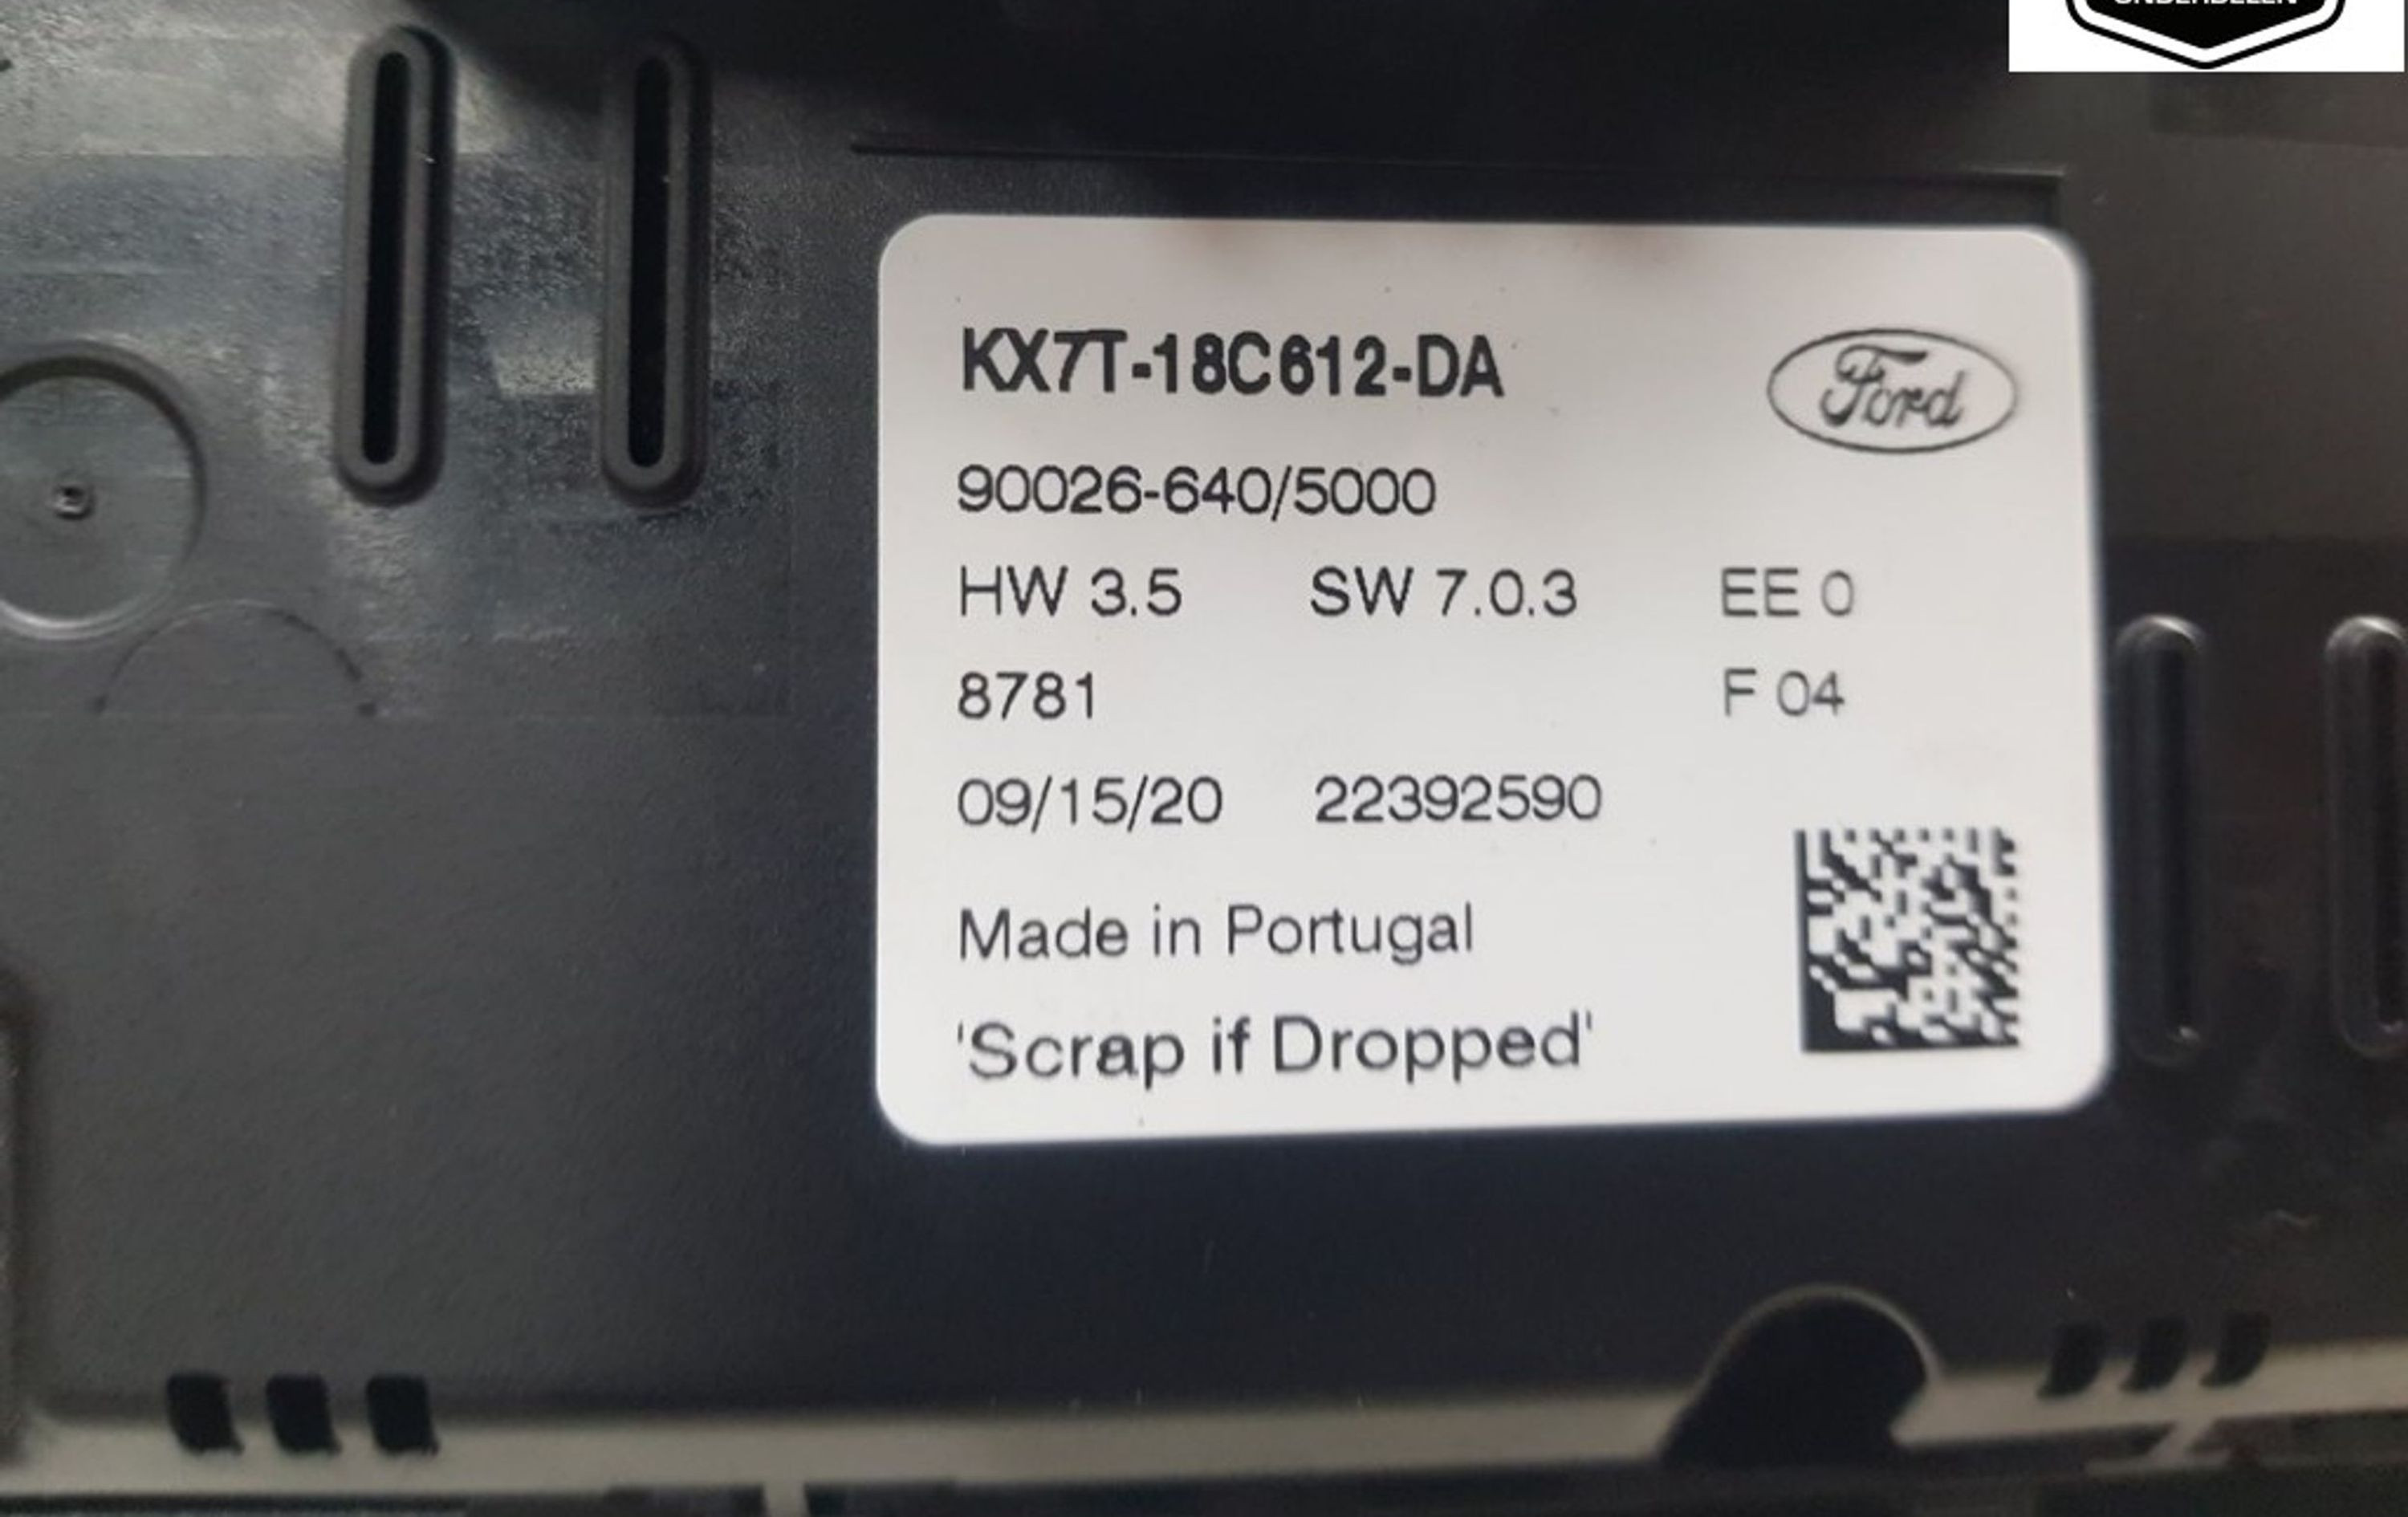 ONDERDELEN
KX7T-18C612-DA
Ford
90026-640/5000
HW 3.5 SW 7.0.3 EE 0
8781 F 04
09/15/20 22392590
Made in Portugal
'Scrap if Dropped'